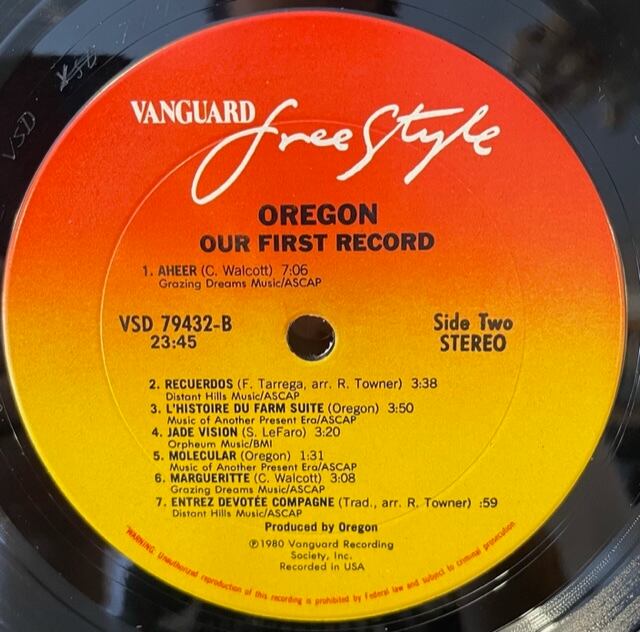 VSD
VANGUARD freeStyle
OREGON
OUR FIRST RECORD
1. AHEER (C. Walcott) 7:06
Grazing Dreams Music/ASCAP
VSD 79432-B
23:45
Side Two
STEREO
2. RECUERDOS (F. Tarrega, arr. R. Towner) 3:38
Distant Hills Music/ASCAP
3. L'HISTOIRE DU FARM SUITE (Oregon) 3:50
Music of Another Present Era/ASCAP
4. JADE VISION (S. LeFaro) 3:20
Orpheum Music/BMI
5. MOLECULAR (Oregon) 1:31
Music of Another Present Era/ASCAP
6. MARGUERITTE (C. Walcott) 3:08
Grazing Dreams Music/ASCAP
7. ENTREZ DEVOTÉE COMPAGNE (Trad., arr. R. Towner) :59
Distant Hills Music/ASCAP
Produced by Oregon
℗1980 Vanguard Recording
Society, Inc.
Recorded in USA
"WARNING: Unauthorized reproduction of this recording is prohibited by Federal law and subject to criminal prosecution